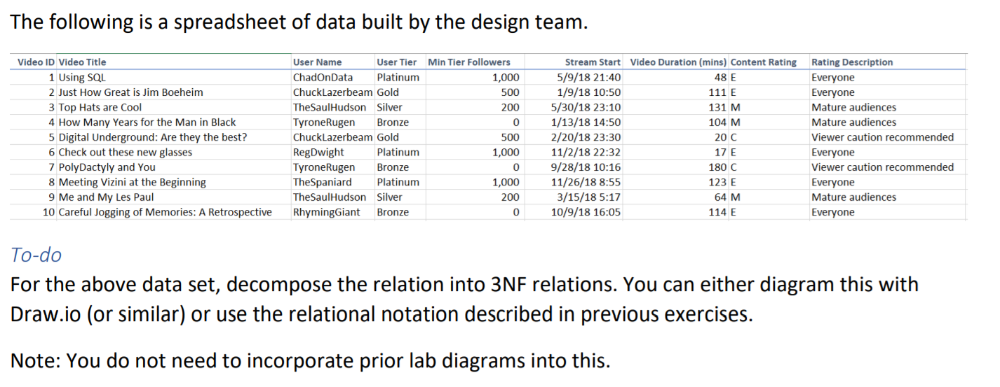 The following is a spreadsheet of data built by the design team.
Video ID Video Title User Name User Tier Min Tier Followers Stream Start Video Duration (mins) Content Rating Rating Description
1 Using SQL ChadOnData Platinum 1,000 5/9/18 21:40 48 E Everyone
2 Just How Great is Jim Boeheim ChuckLazerbeam Gold 500 1/9/18 10:50 111 E Everyone
3 Top Hats are Cool TheSaulHudson Silver 200 5/30/18 23:10 131 M Mature audiences
4 How Many Years for the Man in Black TyroneRugen Bronze 0 1/13/18 14:50 104 M Mature audiences
5 Digital Underground: Are they the best? ChuckLazerbeam Gold 500 2/20/18 23:30 20 C Viewer caution recommended
6 Check out these new glasses RegDwight Platinum 1,000 11/2/18 22:32 17 E Everyone
7 PolyDactyly and You TyroneRugen Bronze 0 9/28/18 10:16 180 C Viewer caution recommended
8 Meeting Vizini at the Beginning TheSpaniard Platinum 1,000 11/26/18 8:55 123 E Everyone
9 Me and My Les Paul TheSaulHudson Silver 200 3/15/18 5:17 64 M Mature audiences
10 Careful Jogging of Memories: A Retrospective RhymingGiant Bronze 0 10/9/18 16:05 114 E Everyone
To-do
For the above data set, decompose the relation into 3NF relations. You can either diagram this with
Draw.io (or similar) or use the relational notation described in previous exercises.
Note: You do not need to incorporate prior lab diagrams into this.